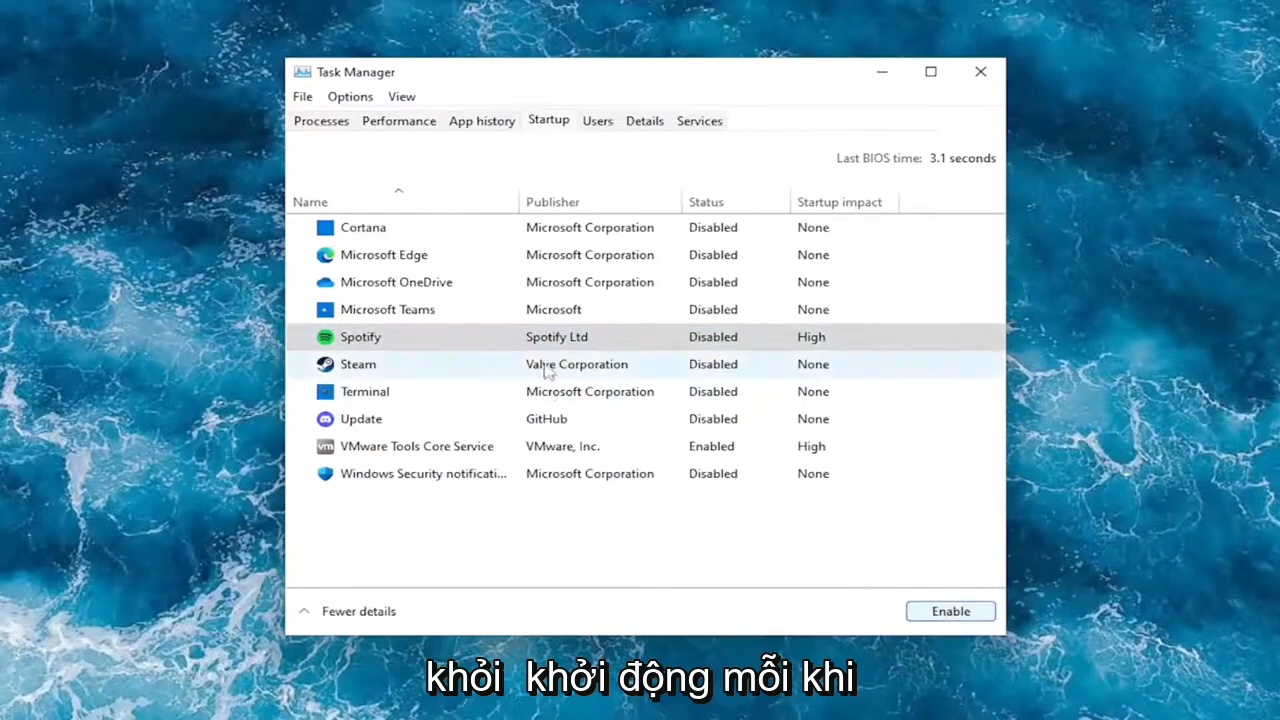 Task Manager
File Options View
Processes Performance App history Startup Users Details Services
Last BIOS time: 3.1 seconds
Name Publisher Status Startup impact
Cortana Microsoft Corporation Disabled None
Microsoft Edge Microsoft Corporation Disabled None
Microsoft OneDrive Microsoft Corporation Disabled None
Microsoft Teams Microsoft Disabled None
Spotify Spotify Ltd Disabled High
Steam Valve Corporation Disabled None
Terminal Microsoft Corporation Disabled None
Update GitHub Disabled None
vm VMware Tools Core Service VMware, Inc. Enabled High
Windows Security notificati... Microsoft Corporation Disabled None
Fewer details Enable
khỏi khởi động mỗi khi